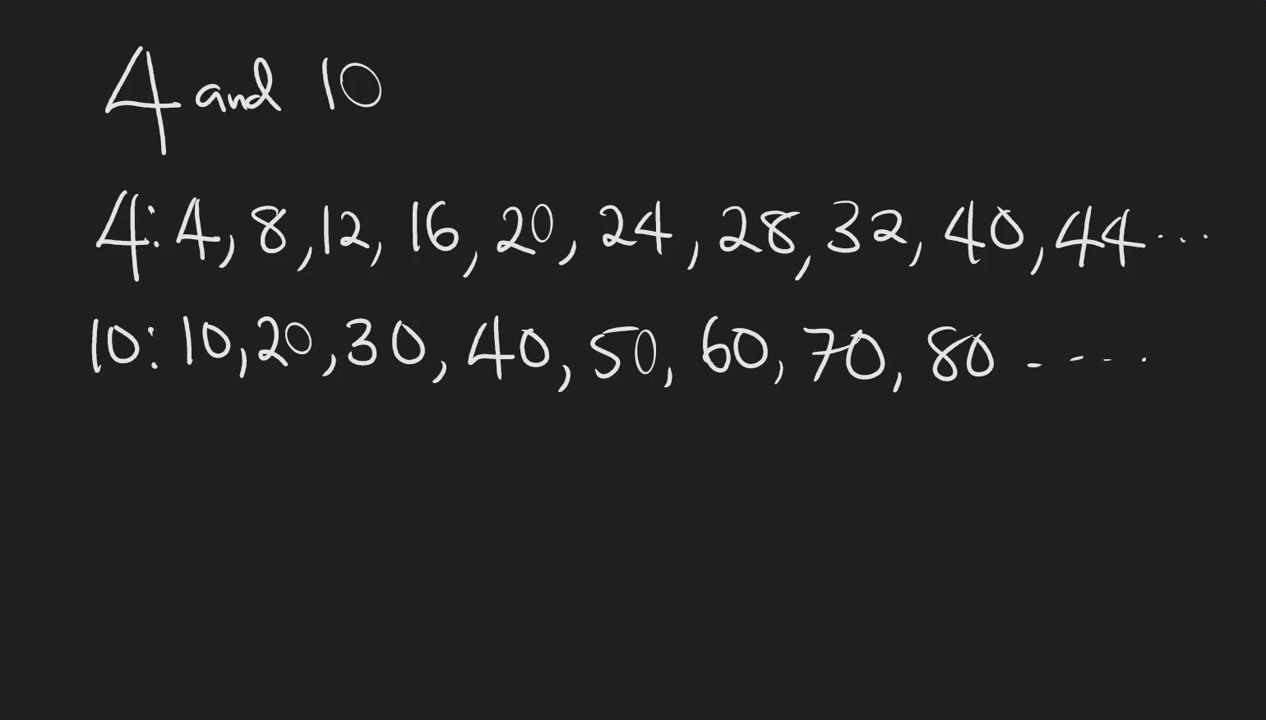 4 and 10
4: 4, 8, 12, 16, 20, 24, 28, 32, 40, 44...
10: 10, 20, 30, 40, 50, 60, 70, 80 ....